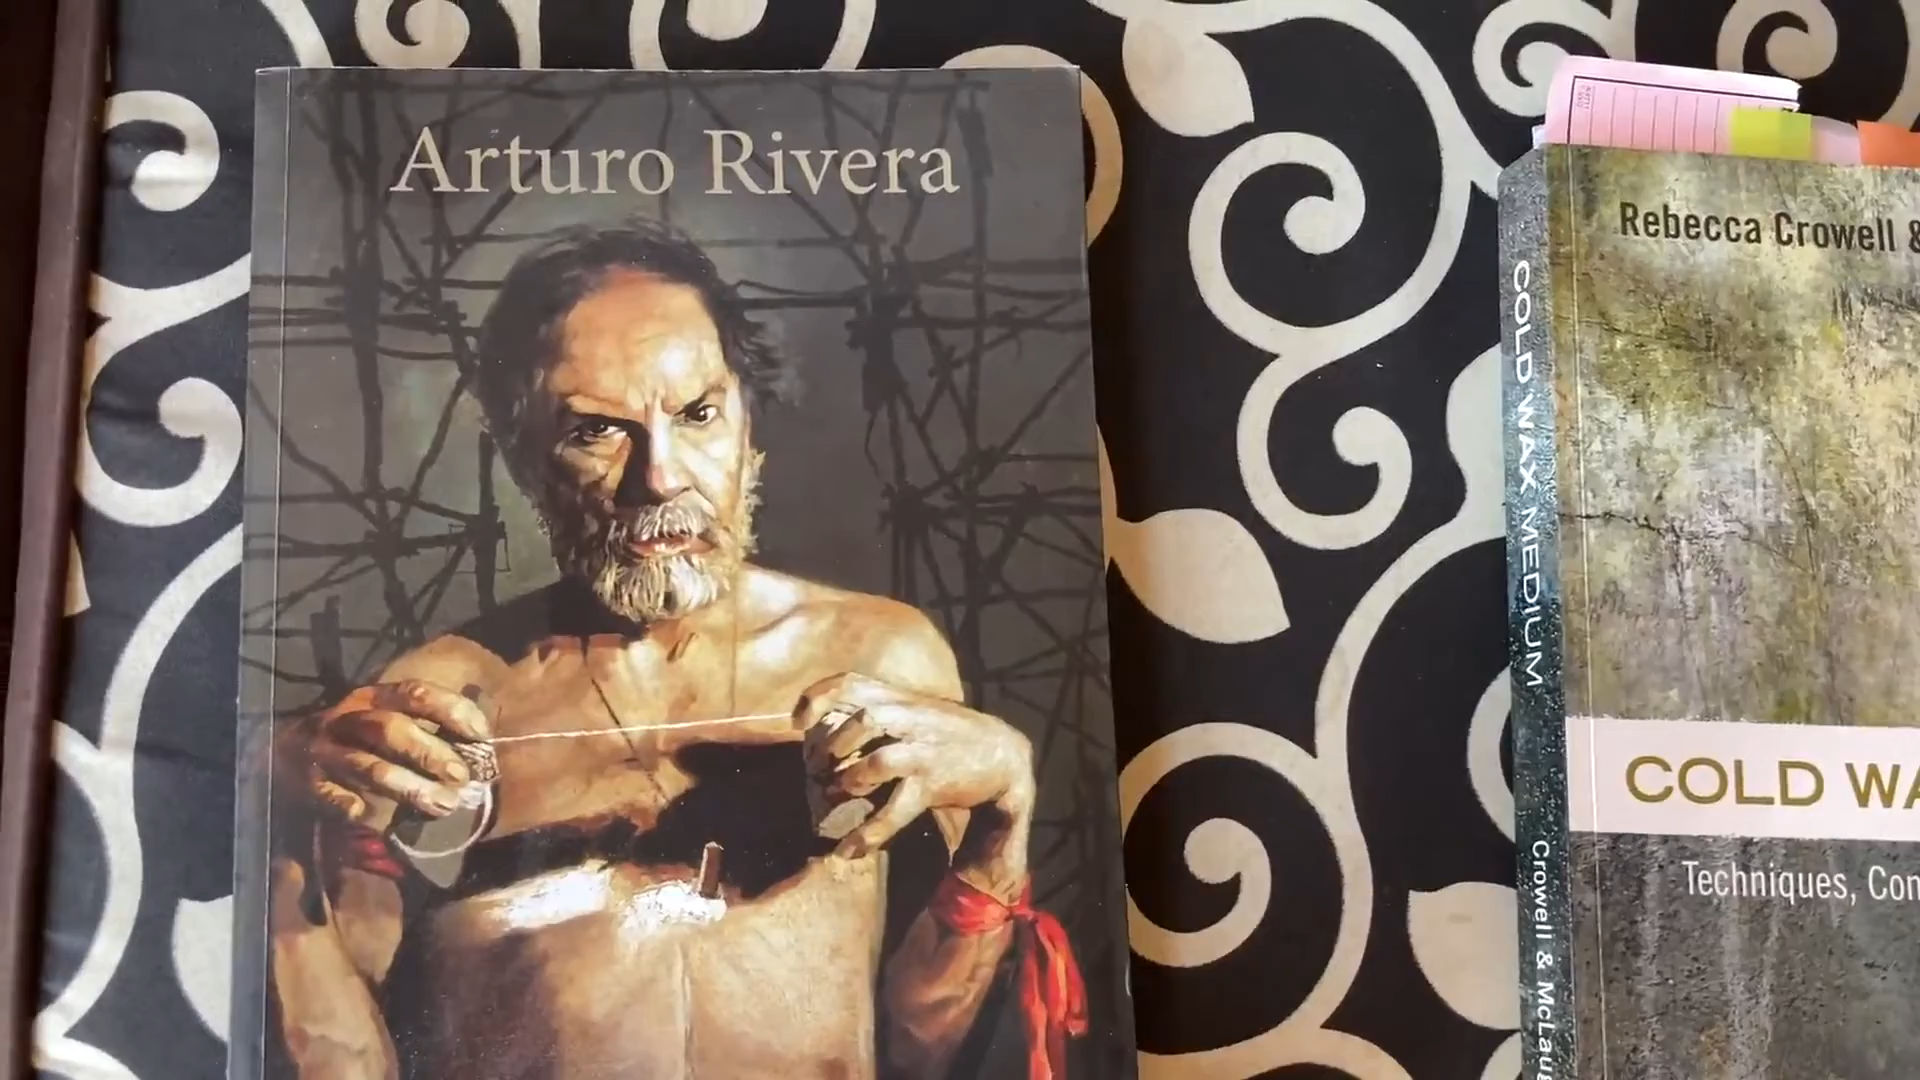 Arturo Rivera
Rebecca Crowell &
COLD WAX MEDIUM
COLD WA
Techniques, Con
Crowell & McLaug